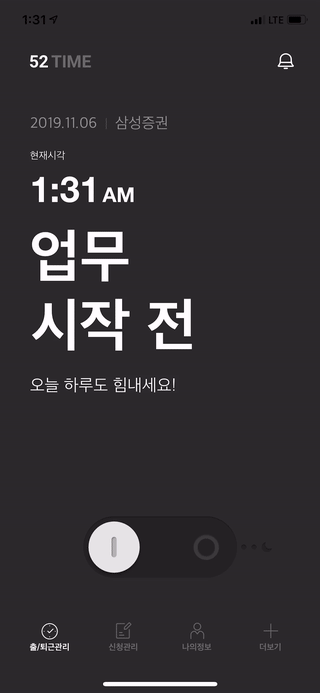 1:31
LTE
52 TIME
2019.11.06 | 삼성증권
현재시각
1:31 AM
업무
시작 전
오늘 하루도 힘내세요!
출/퇴근관리
신청관리
나의정보
더보기